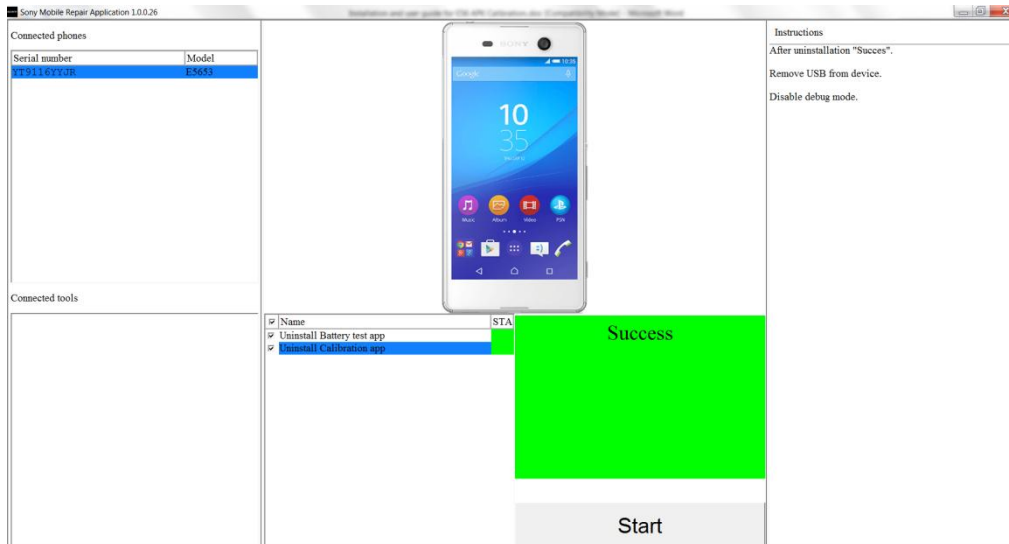 Sony Mobile Repair Application 1.0.0.26
Connected phones
Serial number Model
YT9116YYJR E5653
Connected tools
SONY
10:35
Google
10
35
Music Album Video PSN
Name STA
Uninstall Battery test app
Uninstall Calibration app
Success
Start
Instructions
After uninstallation "Succes".
Remove USB from device.
Disable debug mode.